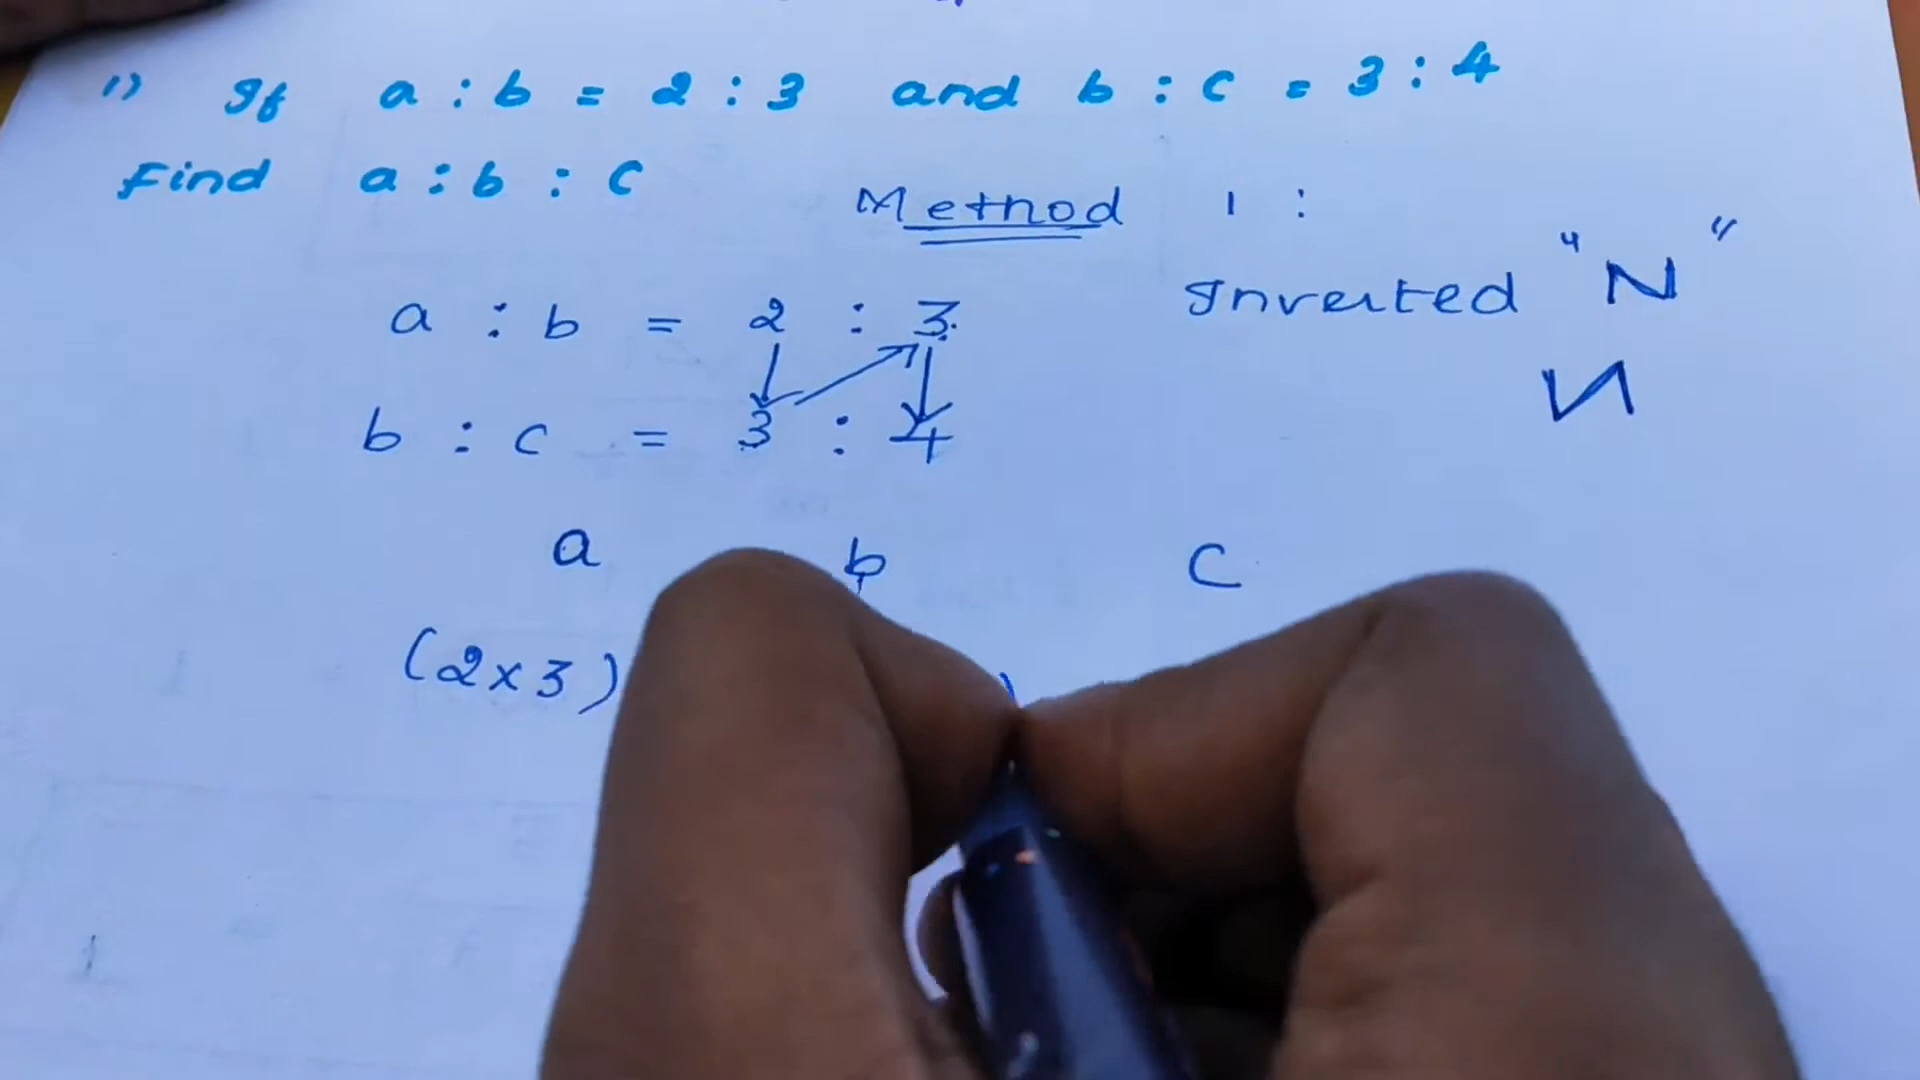 1) If a : b = 2 : 3 and b : c = 3 : 4
Find a : b : c
Method 1 :
Inverted "N"
a : b = 2 : 3
b : c = 3 : 4
a b c
(2x3) )